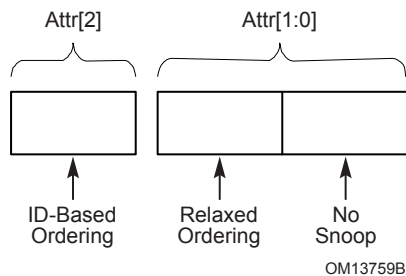 Attr[2] Attr[1:0]
ID-Based Relaxed No
Ordering Ordering Snoop
OM13759B